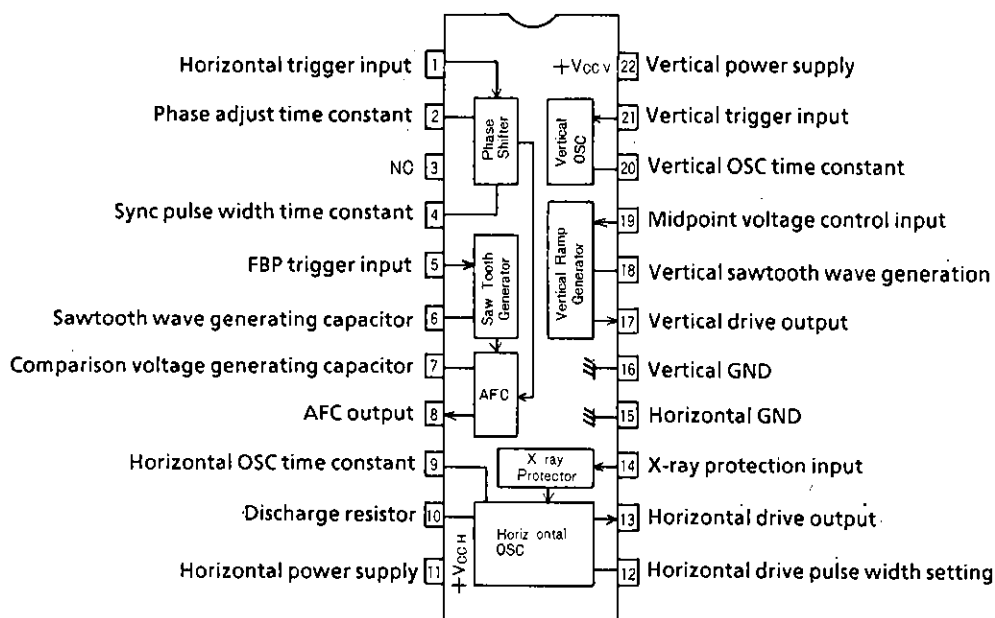 Horizontal trigger input 1
Phase adjust time constant 2
NC 3
Sync pulse width time constant 4
FBP trigger input 5
Sawtooth wave generating capacitor 6
Comparison voltage generating capacitor 7
AFC output 8
Horizontal OSC time constant 9
Discharge resistor 10
Horizontal power supply 11
+VCC H
Phase
Shifter
Saw Tooth
Generator
AFC
Vertical
OSC
Vertical Ramp
Generator
X ray
Protector
Horiz ontal
OSC
+VCC V 22 Vertical power supply
21 Vertical trigger input
20 Vertical OSC time constant
19 Midpoint voltage control input
18 Vertical sawtooth wave generation
17 Vertical drive output
16 Vertical GND
15 Horizontal GND
14 X-ray protection input
13 Horizontal drive output
12 Horizontal drive pulse width setting